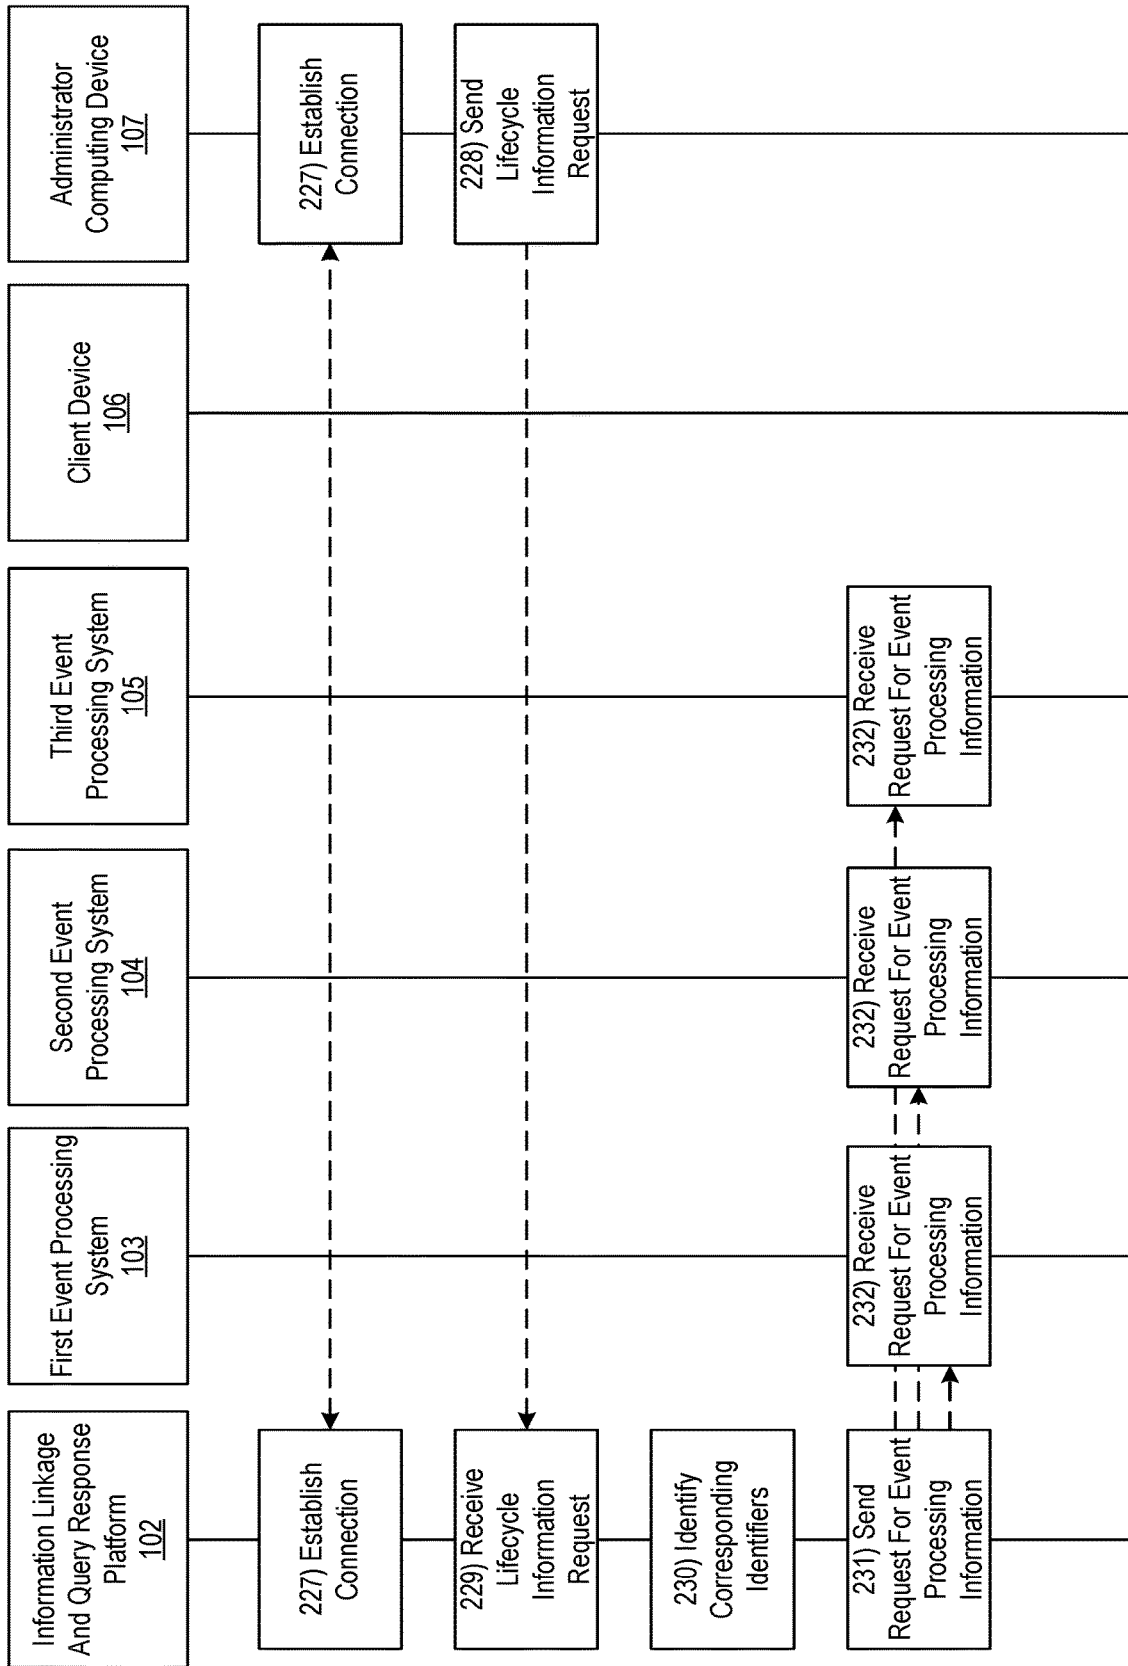 Information Linkage
And Query Response
Platform
102
First Event Processing
System
103
Second Event
Processing System
104
Third Event
Processing System
105
Client Device
106
Administrator
Computing Device
107
227) Establish
Connection
227) Establish
Connection
228) Send
Lifecycle
Information
Request
229) Receive
Lifecycle
Information
Request
230) Identify
Corresponding
Identifiers
231) Send
Request For Event
Processing
Information
232) Receive
Request For Event
Processing
Information
232) Receive
Request For Event
Processing
Information
232) Receive
Request For Event
Processing
Information